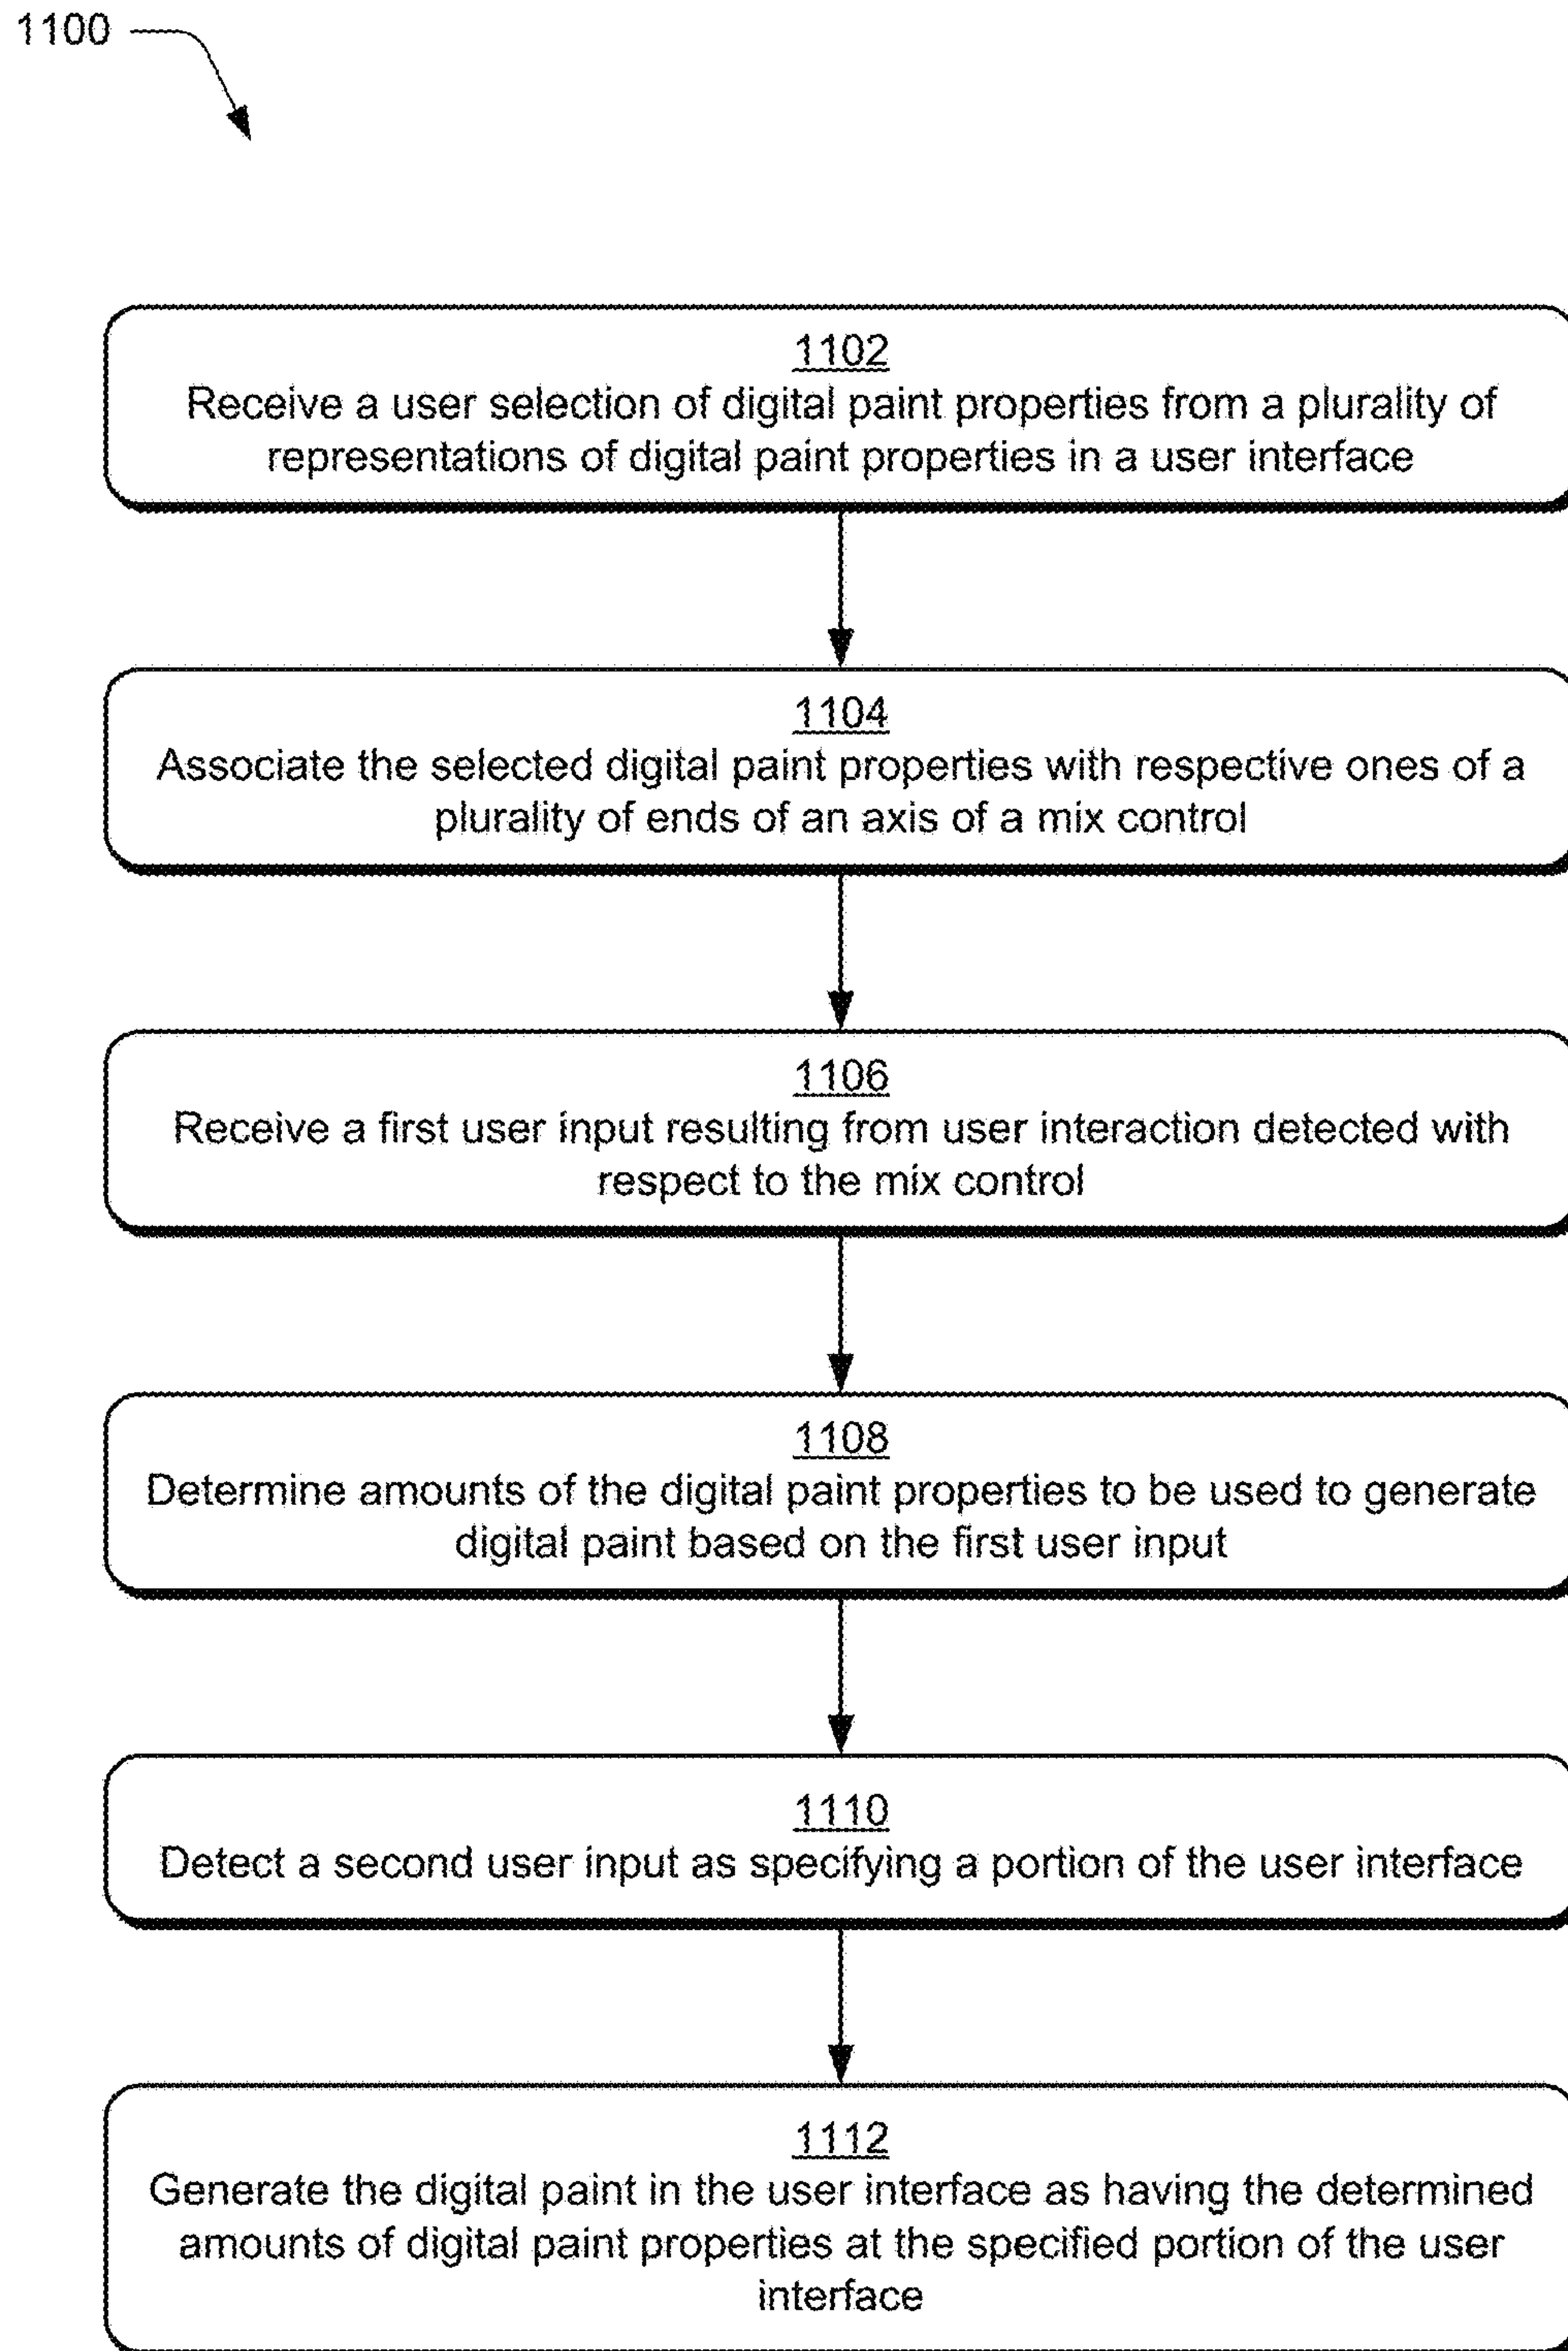 1100
1102
Receive a user selection of digital paint properties from a plurality of
representations of digital paint properties in a user interface
1104
Associate the selected digital paint properties with respective ones of a
plurality of ends of an axis of a mix control
1106
Receive a first user input resulting from user interaction detected with
respect to the mix control
1108
Determine amounts of the digital paint properties to be used to generate
digital paint based on the first user input
1110
Detect a second user input as specifying a portion of the user interface
1112
Generate the digital paint in the user interface as having the determined
amounts of digital paint properties at the specified portion of the user
interface